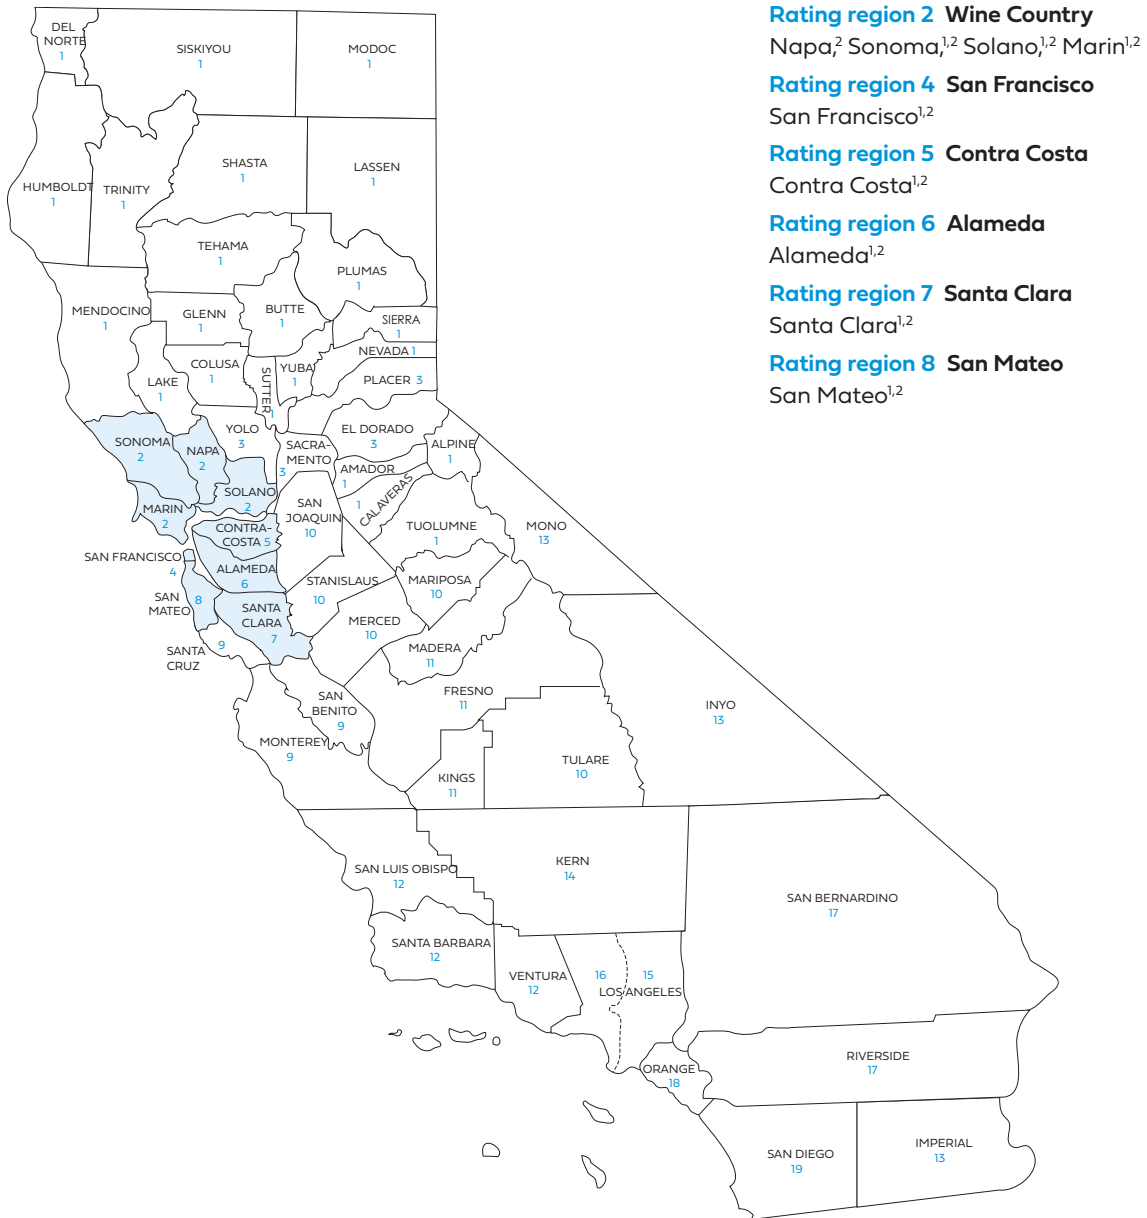 Rating region 2 Wine Country
Napa,² Sonoma,¹,² Solano,¹,² Marin¹,²
Rating region 4 San Francisco
San Francisco¹,²
Rating region 5 Contra Costa
Contra Costa¹,²
Rating region 6 Alameda
Alameda¹,²
Rating region 7 Santa Clara
Santa Clara¹,²
Rating region 8 San Mateo
San Mateo¹,²
DEL
NORTE
1
SISKIYOU
1
MODOC
1
HUMBOLDT
1
TRINITY
1
SHASTA
1
LASSEN
1
TEHAMA
1
PLUMAS
1
MENDOCINO
1
GLENN
1
BUTTE
1
SIERRA
1
NEVADA 1
COLUSA
1
SUTTER
1
YUBA
1
PLACER 3
LAKE
1
SONOMA
2
NAPA
2
YOLO
3
SACRA-
MENTO
3
EL DORADO
3
ALPINE
1
AMADOR
1
CALAVERAS
1
SOLANO
2
MARIN
2
SAN
JOAQUIN
10
TUOLUMNE
1
MONO
13
CONTRA-
COSTA 5
SAN FRANCISCO
4
ALAMEDA
6
STANISLAUS
10
MARIPOSA
10
SAN
MATEO
8
SANTA
CLARA
7
MERCED
10
SANTA
CRUZ
9
MADERA
11
SAN
BENITO
9
FRESNO
11
INYO
13
MONTEREY
9
KINGS
11
TULARE
10
SAN LUIS OBISPO
12
KERN
14
SAN BERNARDINO
17
SANTA BARBARA
12
VENTURA
12
16
15
LOS ANGELES
ORANGE
18
RIVERSIDE
17
SAN DIEGO
19
IMPERIAL
13